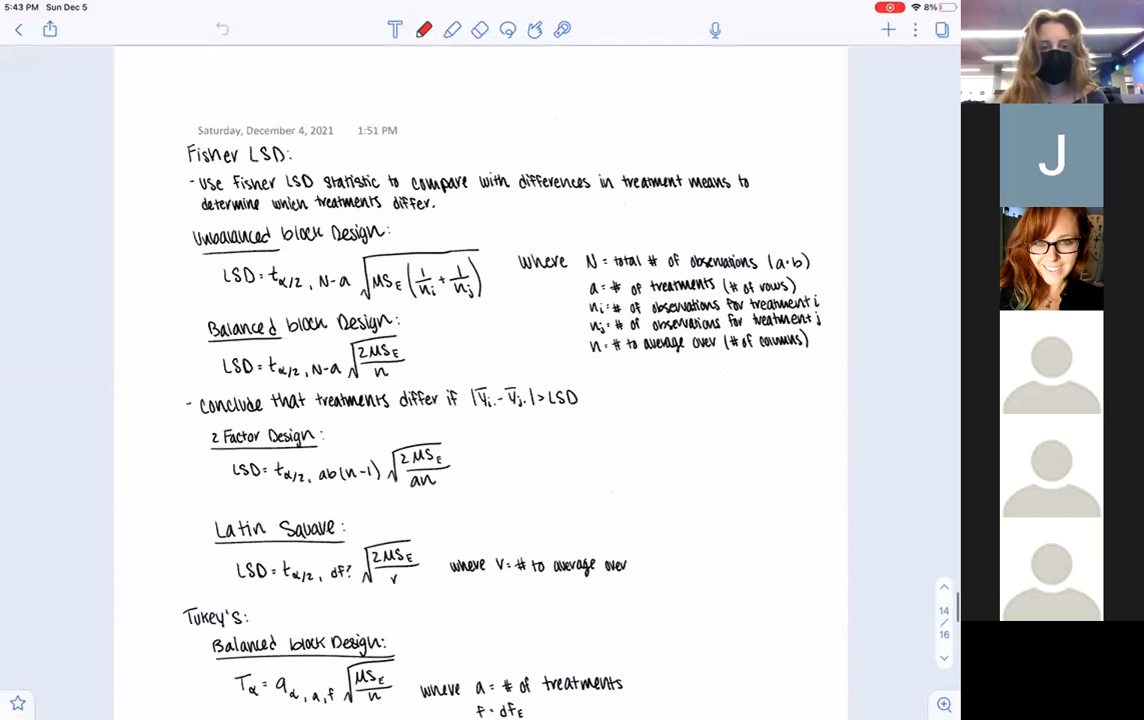 5:43 PM Sun Dec 5
8%
Saturday, December 4, 2021 1:51 PM
Fisher LSD:
- Use Fisher LSD statistic to compare with differences in treatment means to
determine which treatments differ.
Unbalanced block Design:
LSD = t α/2, N-a √MSE (1/ni + 1/nj)
where N = total # of observations (a·b)
a = # of treatments (# of rows)
ni = # of observations for treatment i
nj = # of observations for treatment j
n = # to average over (# of columns)
Balanced block Design:
LSD = t α/2, N-a √2MSE/n
- conclude that treatments differ if |ȳi. - ȳj.| > LSD
2 Factor Design:
LSD = t α/2, ab(n-1) √2MSE/an
Latin Square:
LSD = t α/2, df? √2MSE/r where r = # to average over
Tukey's:
Balanced block Design:
Tα = qα, a, f √MSE/n where a = # of treatments
f = dfE
14
/
16
J
T